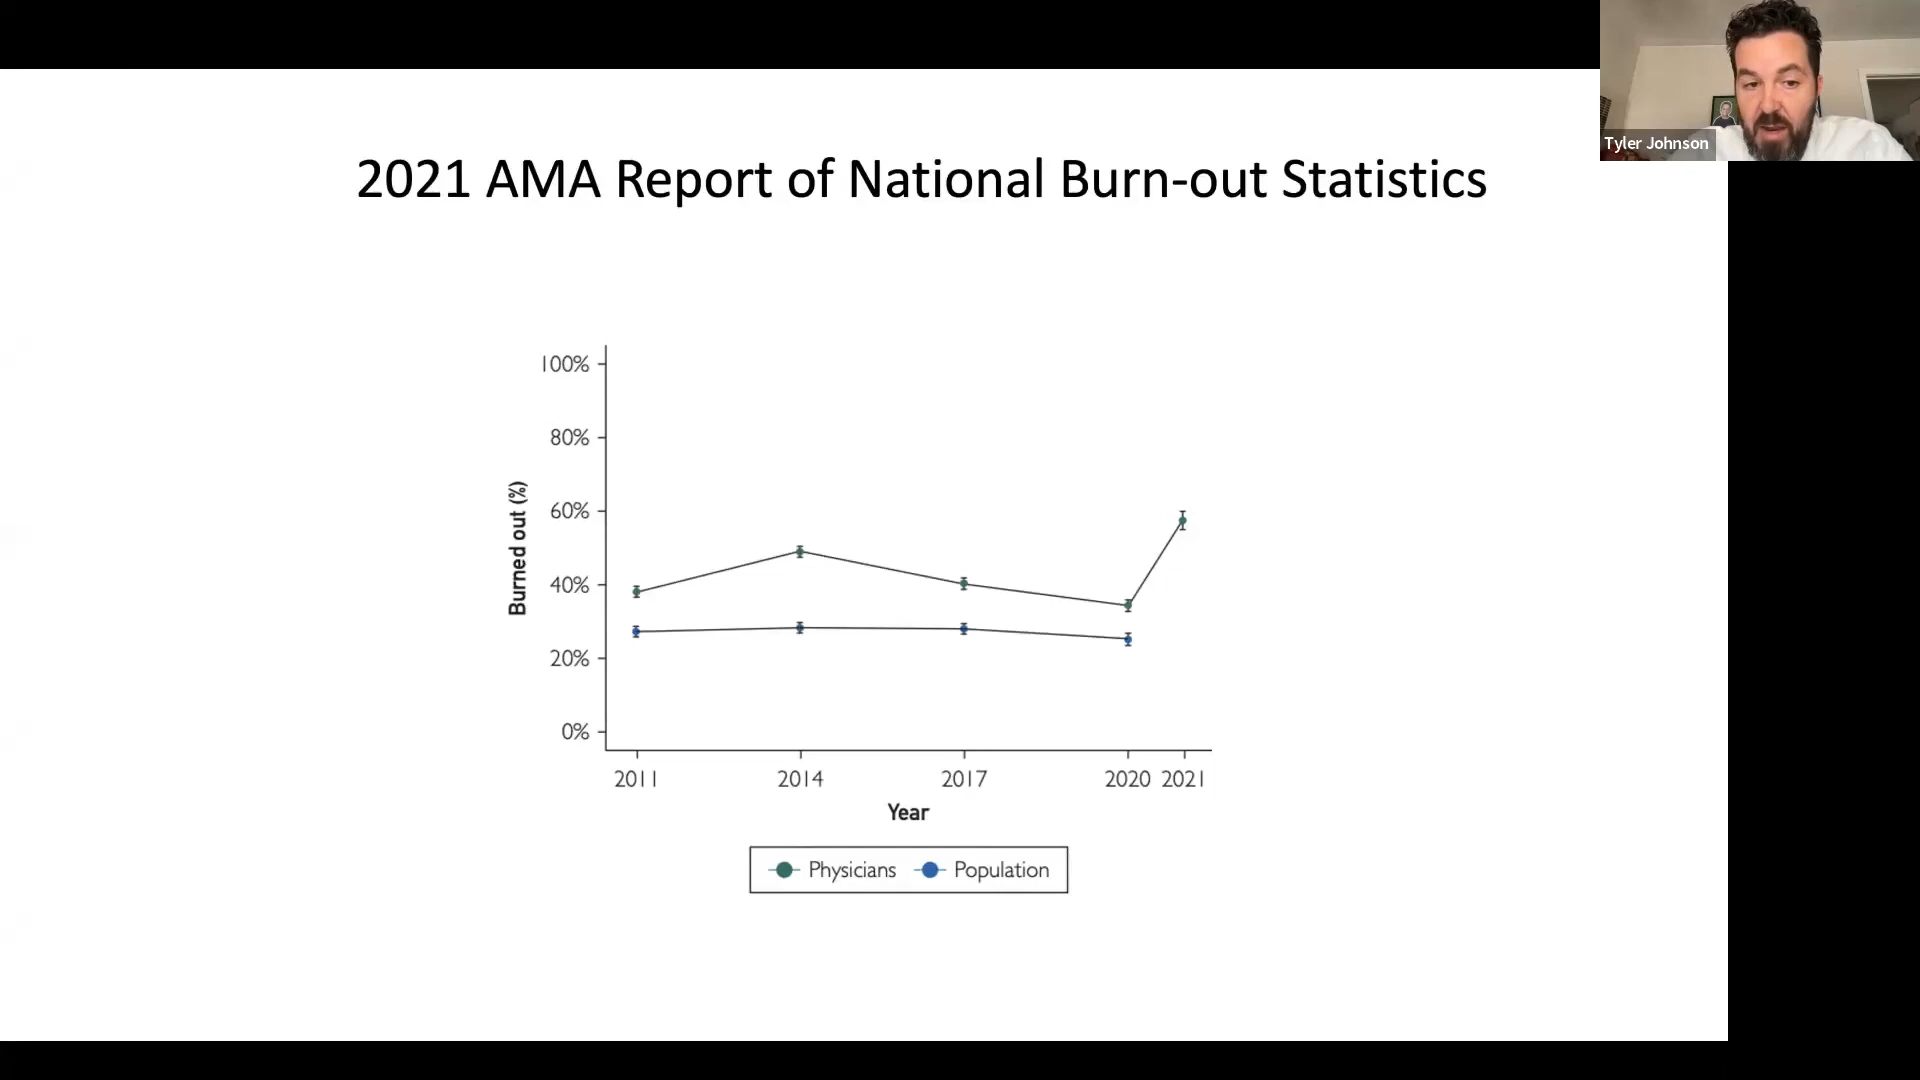 Tyler Johnson
2021 AMA Report of National Burn-out Statistics
100%
80%
60%
40%
20%
0%
Burned out (%)
2011 2014 2017 2020 2021
Year
Physicians Population